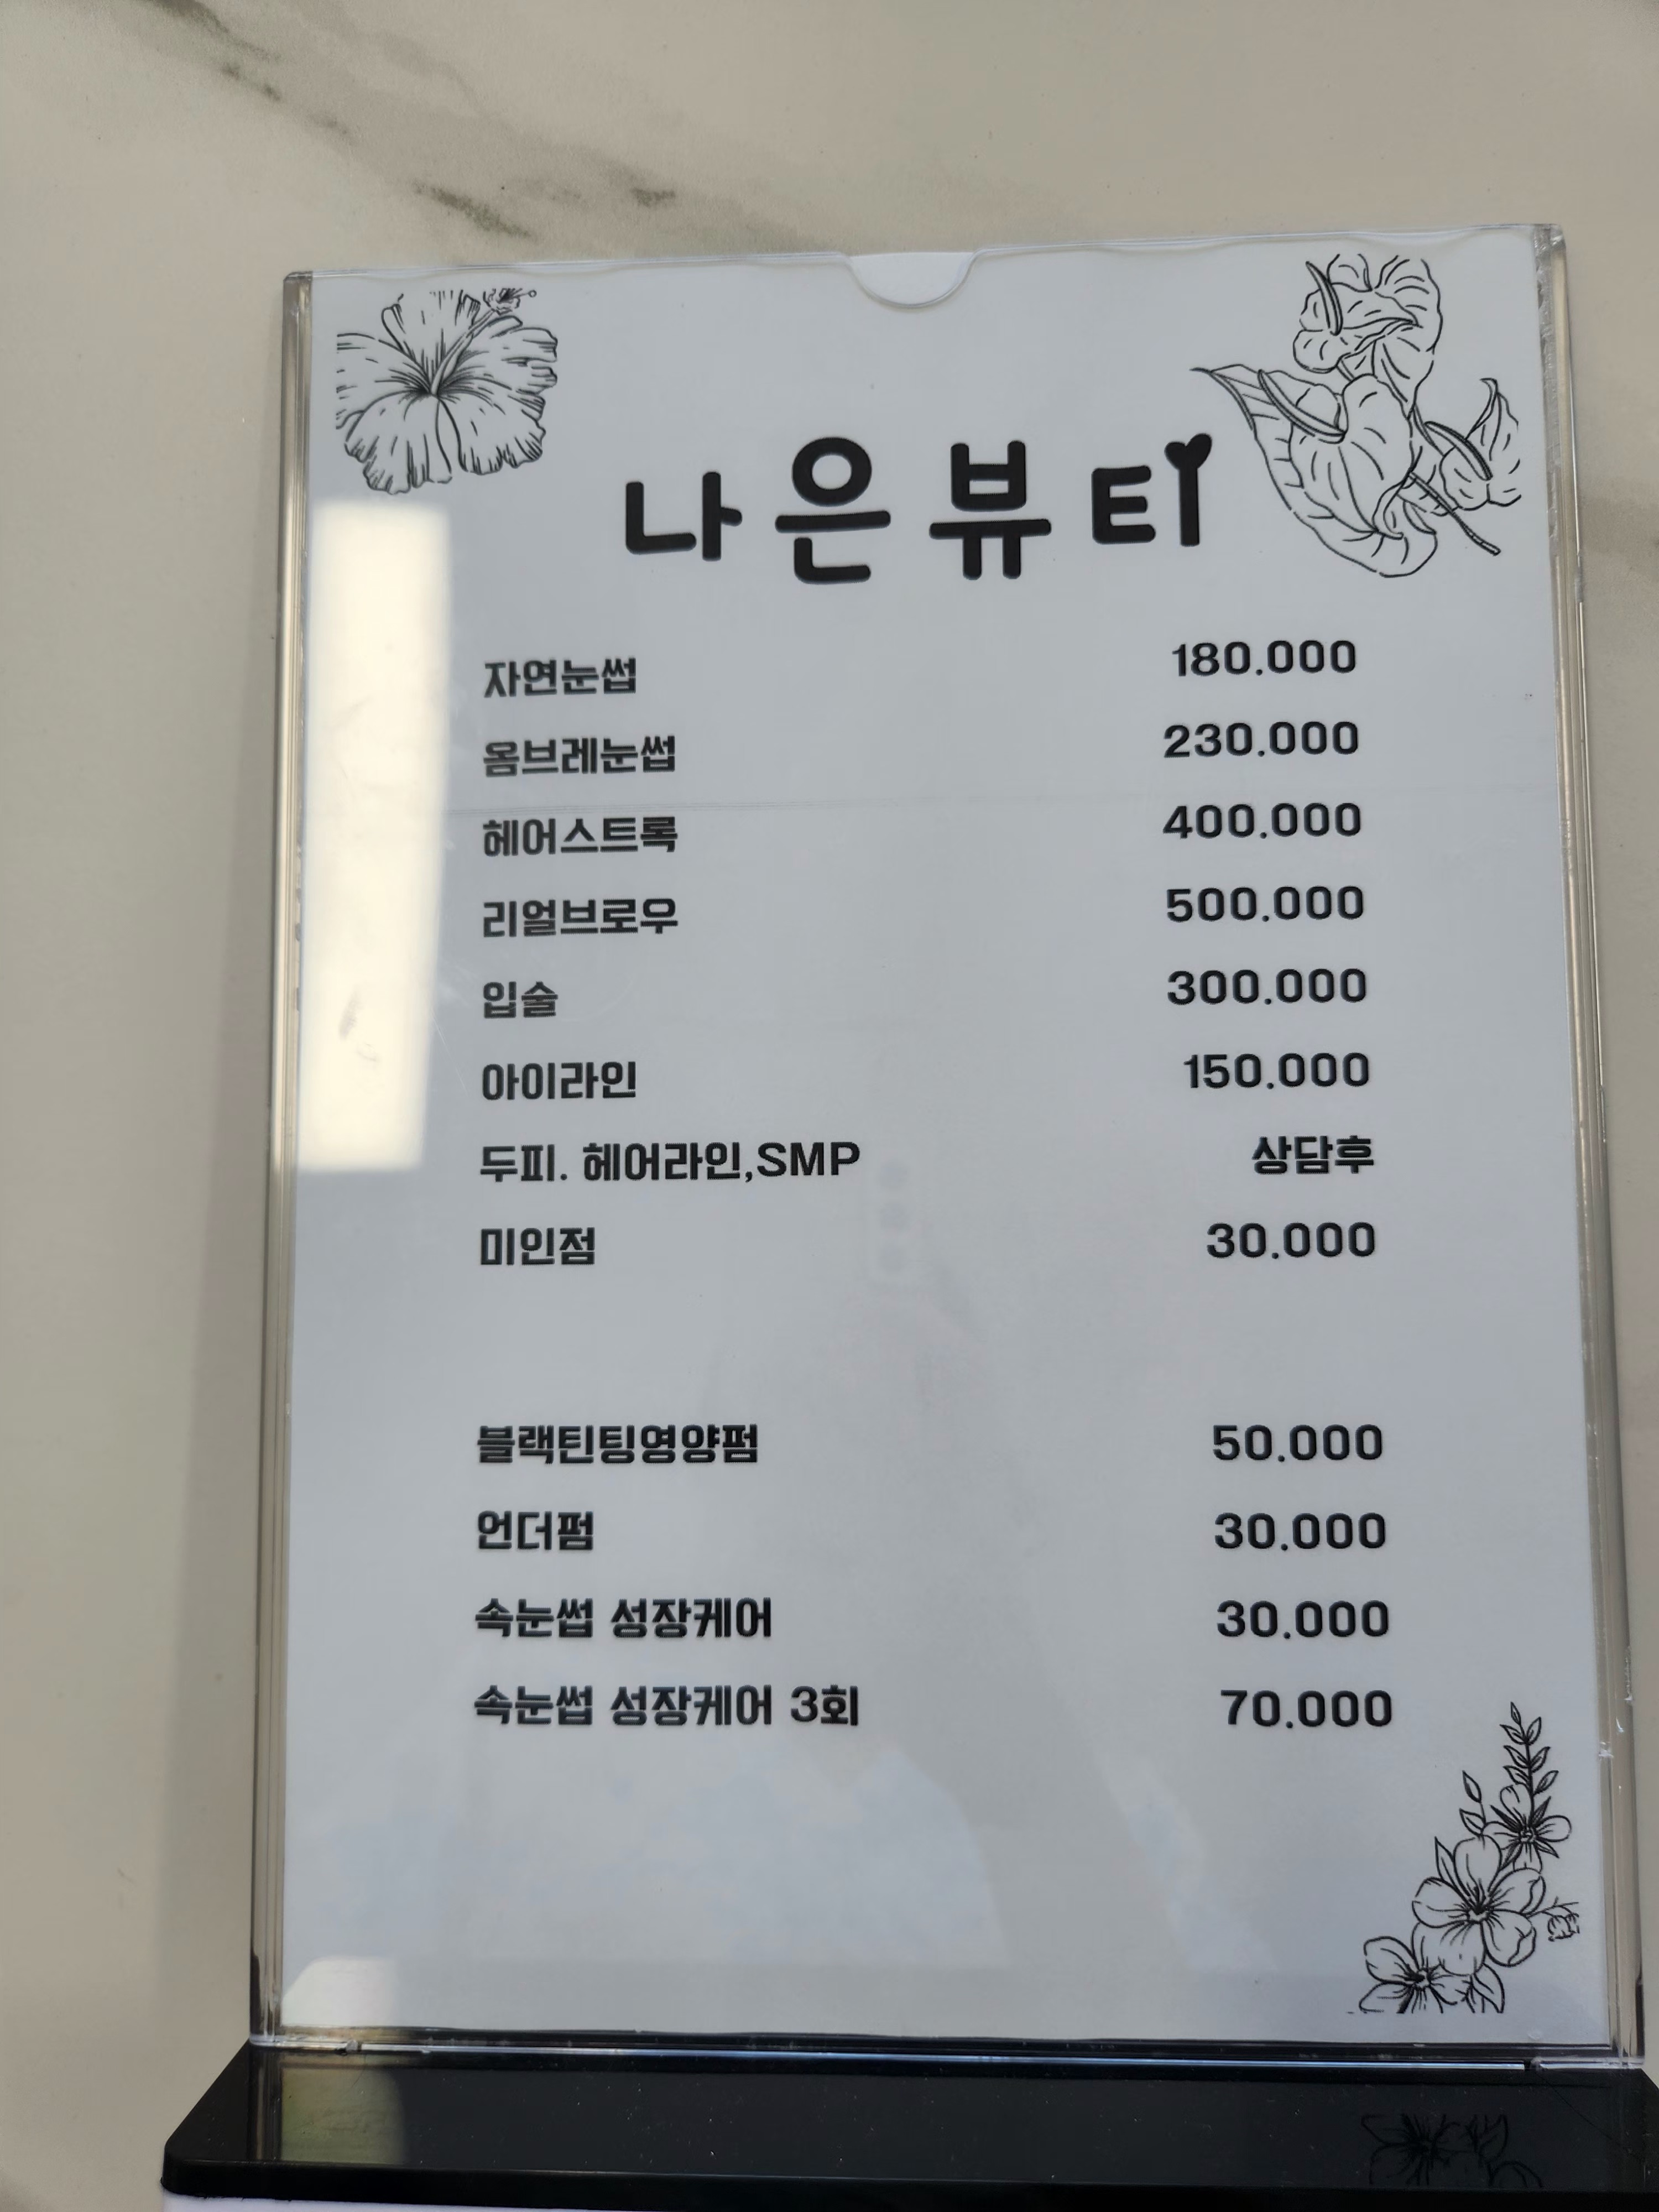 나은뷰티
자연눈썹 180.000
옴브레눈썹 230.000
헤어스트록 400.000
리얼브로우 500.000
입술 300.000
아이라인 150.000
두피. 헤어라인,SMP 상담후
미인점 30.000
블랙틴팅영양펌 50.000
언더펌 30.000
속눈썹 성장케어 30.000
속눈썹 성장케어 3회 70.000